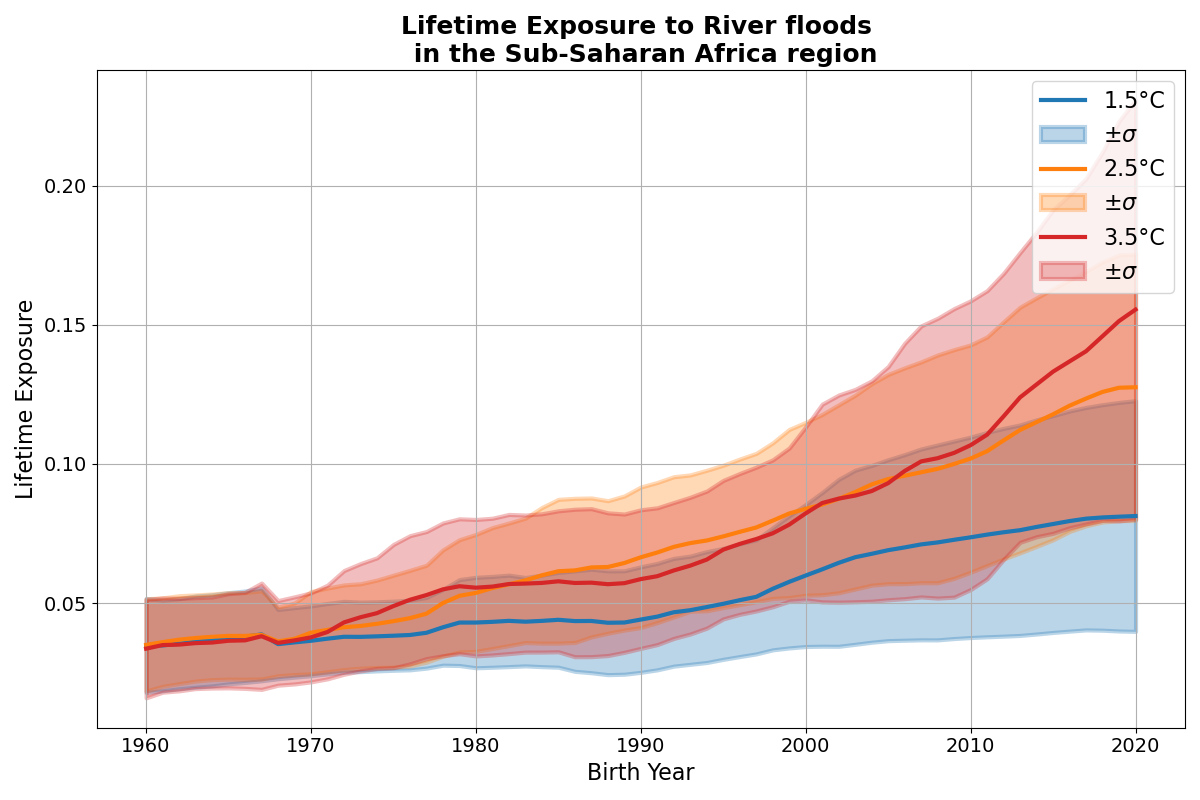 Lifetime Exposure to River floods
in the Sub-Saharan Africa region
1.5°C
±σ
2.5°C
±σ
3.5°C
±σ
0.20
0.15
0.10
0.05
Lifetime Exposure
1960 1970 1980 1990 2000 2010 2020
Birth Year